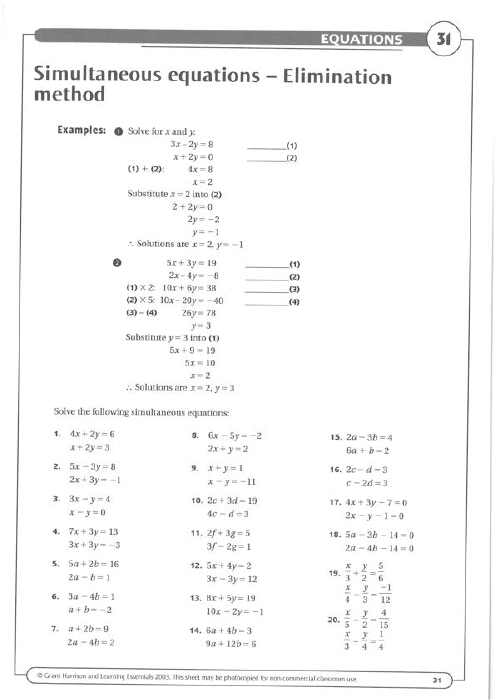 EQUATIONS 31
Simultaneous equations – Elimination
method
Examples: 1 Solve for x and y.
3x – 2y = 8 (1)
x + 2y = 0 (2)
(1) + (2): 4x = 8
x = 2
Substitute x = 2 into (2)
2 + 2y = 0
2y = –2
y = –1
∴ Solutions are x = 2, y = –1
2 5x + 3y = 19 (1)
2x – 4y = –8 (2)
(1) × 2: 10x + 6y = 38 (3)
(2) × 5: 10x – 20y = –40 (4)
(3) – (4) 26y = 78
y = 3
Substitute y = 3 into (1)
5x + 9 = 19
5x = 10
x = 2
∴ Solutions are x = 2, y = 3
Solve the following simultaneous equations:
1. 4x + 2y = 6
x + 2y = 3
2. 5x – 3y = 8
2x + 3y = –1
3. 3x – y = 4
x – y = 0
4. 7x + 3y = 13
3x + 3y = –3
5. 5a + 2b = 16
2a – b = 1
6. 3a – 4b = 1
a + b = –2
7. a + 2b = 9
2a – 4b = 2
8. 6x – 5y = –2
2x + y = 2
9. x + y = 1
x – y = –11
10. 2c + 3d = 19
4c – d = 3
11. 2f + 3g = 5
3f – 2g = 1
12. 5x + 4y = 2
3x – 3y = 12
13. 8x + 5y = 19
10x – 2y = –1
14. 6a + 4b = 3
9a + 12b = 6
15. 2a – 3b = 4
6a + b = 2
16. 2c – d = 3
c – 2d = 3
17. 4x + 3y – 7 = 0
2x – y – 1 = 0
18. 5a – 3b – 14 = 0
2a – 4b – 14 = 0
19. x/3 + y/2 = 5/6
x/4 – y/3 = –1/12
20. x/5 – y/2 = 4/15
x/3 – y/4 = 1/4
© Grant Harrison and Learning Essentials 2003. This sheet may be photocopied for non-commercial classroom use. 31